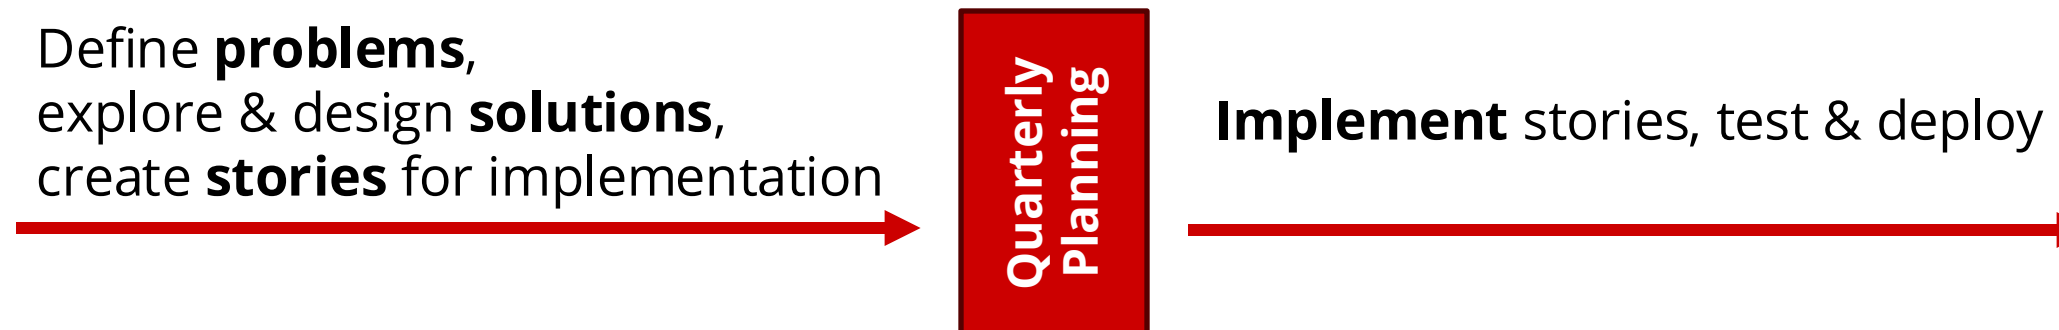 Define problems,
explore & design solutions,
create stories for implementation
Quarterly
Planning
Implement stories, test & deploy